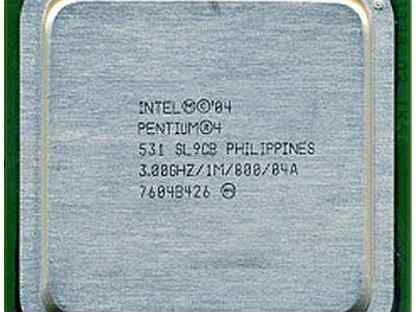 INTEL Ⓜ©'04
PENTIUM®4
531 SL9CB PHILIPPINES
3.00GHZ/1M/800/04A
7604B426